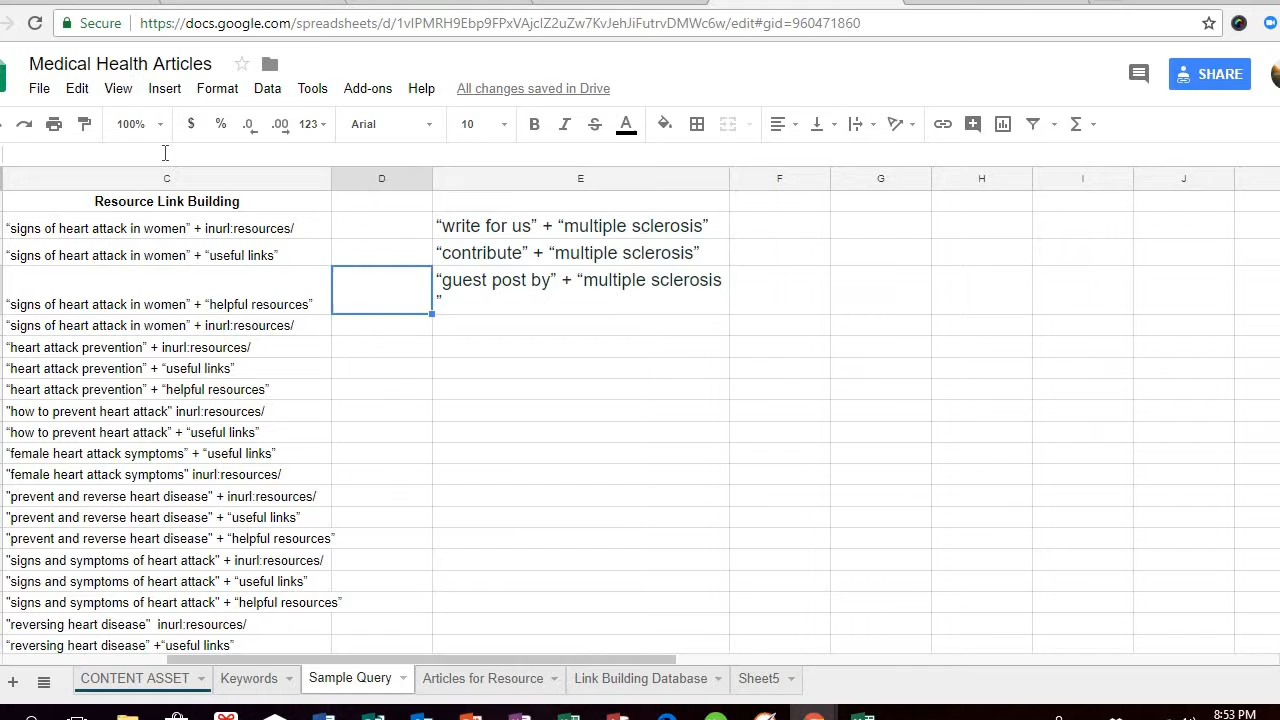 Secure https://docs.google.com/spreadsheets/d/1vIPMRH9Ebp9FPxVAjclZ2uZw7KvJehJiFutrvDMWc6w/edit#gid=960471860
Medical Health Articles
SHARE
File Edit View Insert Format Data Tools Add-ons Help All changes saved in Drive
100% $ % .0 .00 123 Arial 10 B I S A Σ
C D E F G H I J
Resource Link Building
“signs of heart attack in women” + inurl:resources/ “write for us” + “multiple sclerosis”
“signs of heart attack in women” + “useful links” “contribute” + “multiple sclerosis”
“guest post by” + “multiple sclerosis
”
“signs of heart attack in women” + “helpful resources”
“signs of heart attack in women” + inurl:resources/
“heart attack prevention” + inurl:resources/
“heart attack prevention” + “useful links”
“heart attack prevention” + “helpful resources”
"how to prevent heart attack" inurl:resources/
“how to prevent heart attack” + “useful links”
“female heart attack symptoms” + “useful links”
"female heart attack symptoms" inurl:resources/
"prevent and reverse heart disease" + inurl:resources/
"prevent and reverse heart disease" + “useful links”
"prevent and reverse heart disease" + “helpful resources”
"signs and symptoms of heart attack" + inurl:resources/
"signs and symptoms of heart attack" + “useful links”
"signs and symptoms of heart attack" + “helpful resources”
"reversing heart disease"  inurl:resources/
“reversing heart disease” +“useful links”
CONTENT ASSET Keywords Sample Query Articles for Resource Link Building Database Sheet5
8:53 PM